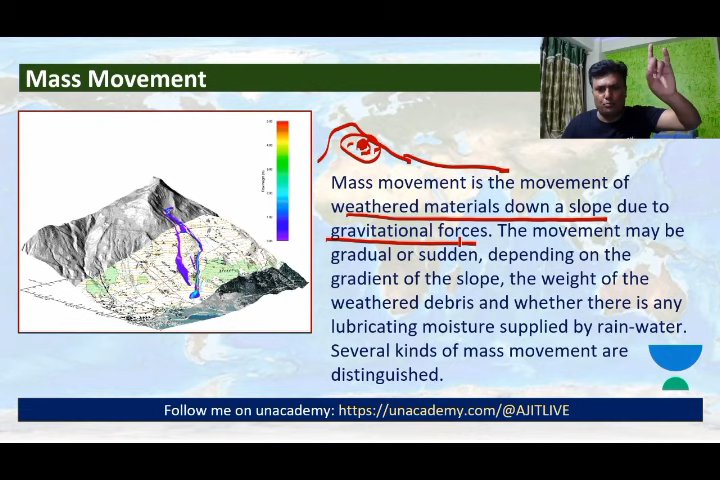 Mass Movement
Mass movement is the movement of
weathered materials down a slope due to
gravitational forces. The movement may be
gradual or sudden, depending on the
gradient of the slope, the weight of the
weathered debris and whether there is any
lubricating moisture supplied by rain-water.
Several kinds of mass movement are
distinguished.
Follow me on unacademy: https://unacademy.com/@AJITLIVE